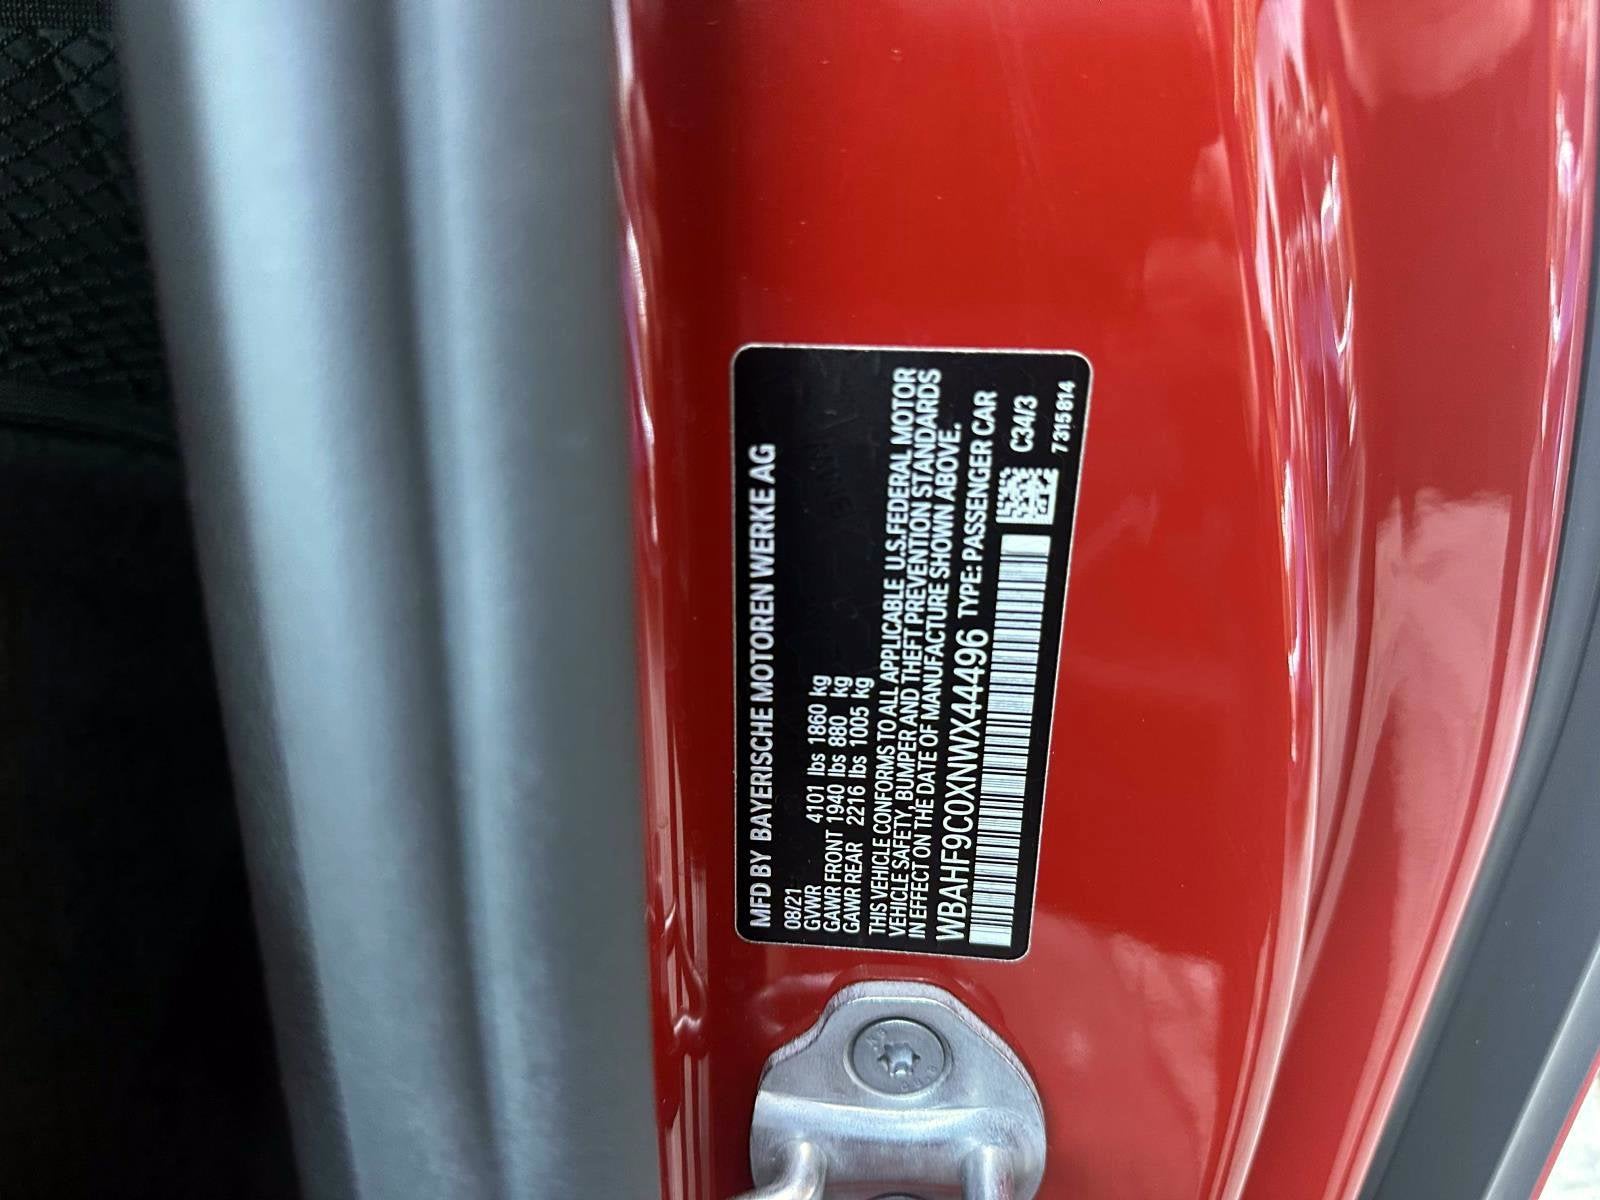 MFD BY BAYERISCHE MOTOREN WERKE AG
08/21
GVWR 4101 lbs 1860 kg
GAWR FRONT 1940 lbs 880 kg
GAWR REAR 2216 lbs 1005 kg
THIS VEHICLE CONFORMS TO ALL APPLICABLE U.S.FEDERAL MOTOR
VEHICLE SAFETY, BUMPER AND THEFT PREVENTION STANDARDS
IN EFFECT ON THE DATE OF MANUFACTURE SHOWN ABOVE.
WBAHF9C0XNWX44496 TYPE: PASSENGER CAR
C34/3
7315814